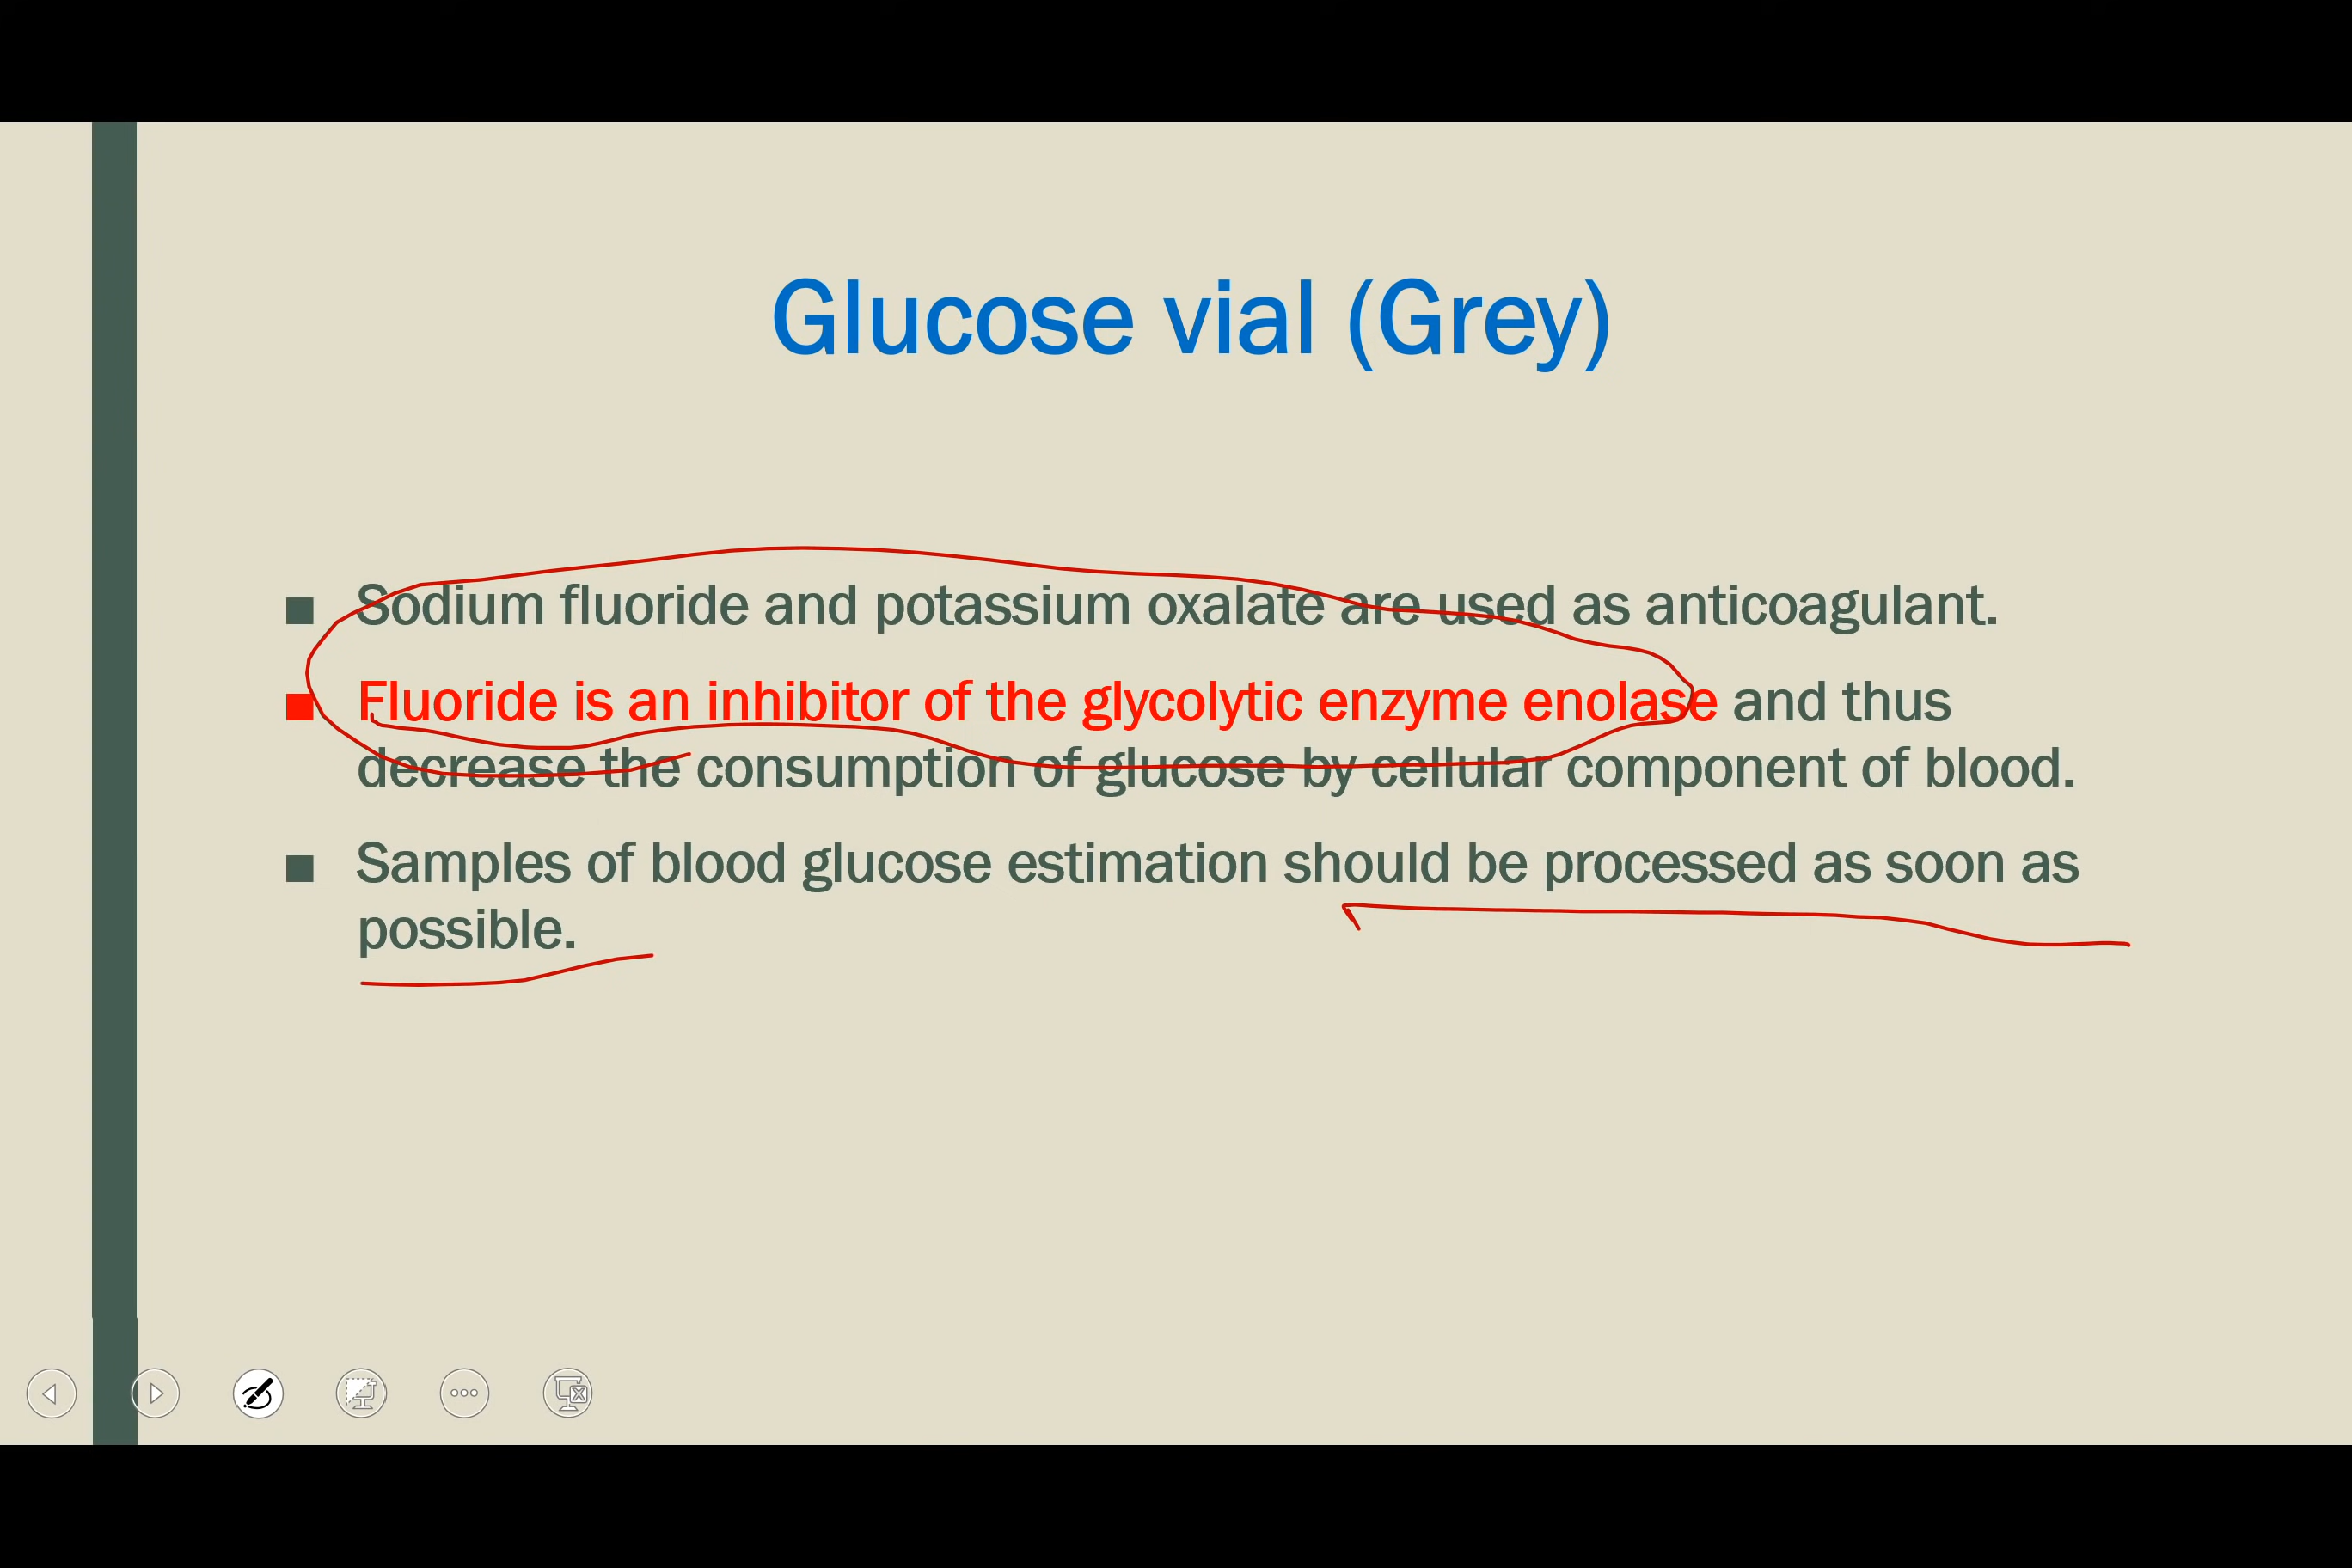 Glucose vial (Grey)
■ Sodium fluoride and potassium oxalate are used as anticoagulant.
■ Fluoride is an inhibitor of the glycolytic enzyme enolase and thus
decrease the consumption of glucose by cellular component of blood.
■ Samples of blood glucose estimation should be processed as soon as
possible.